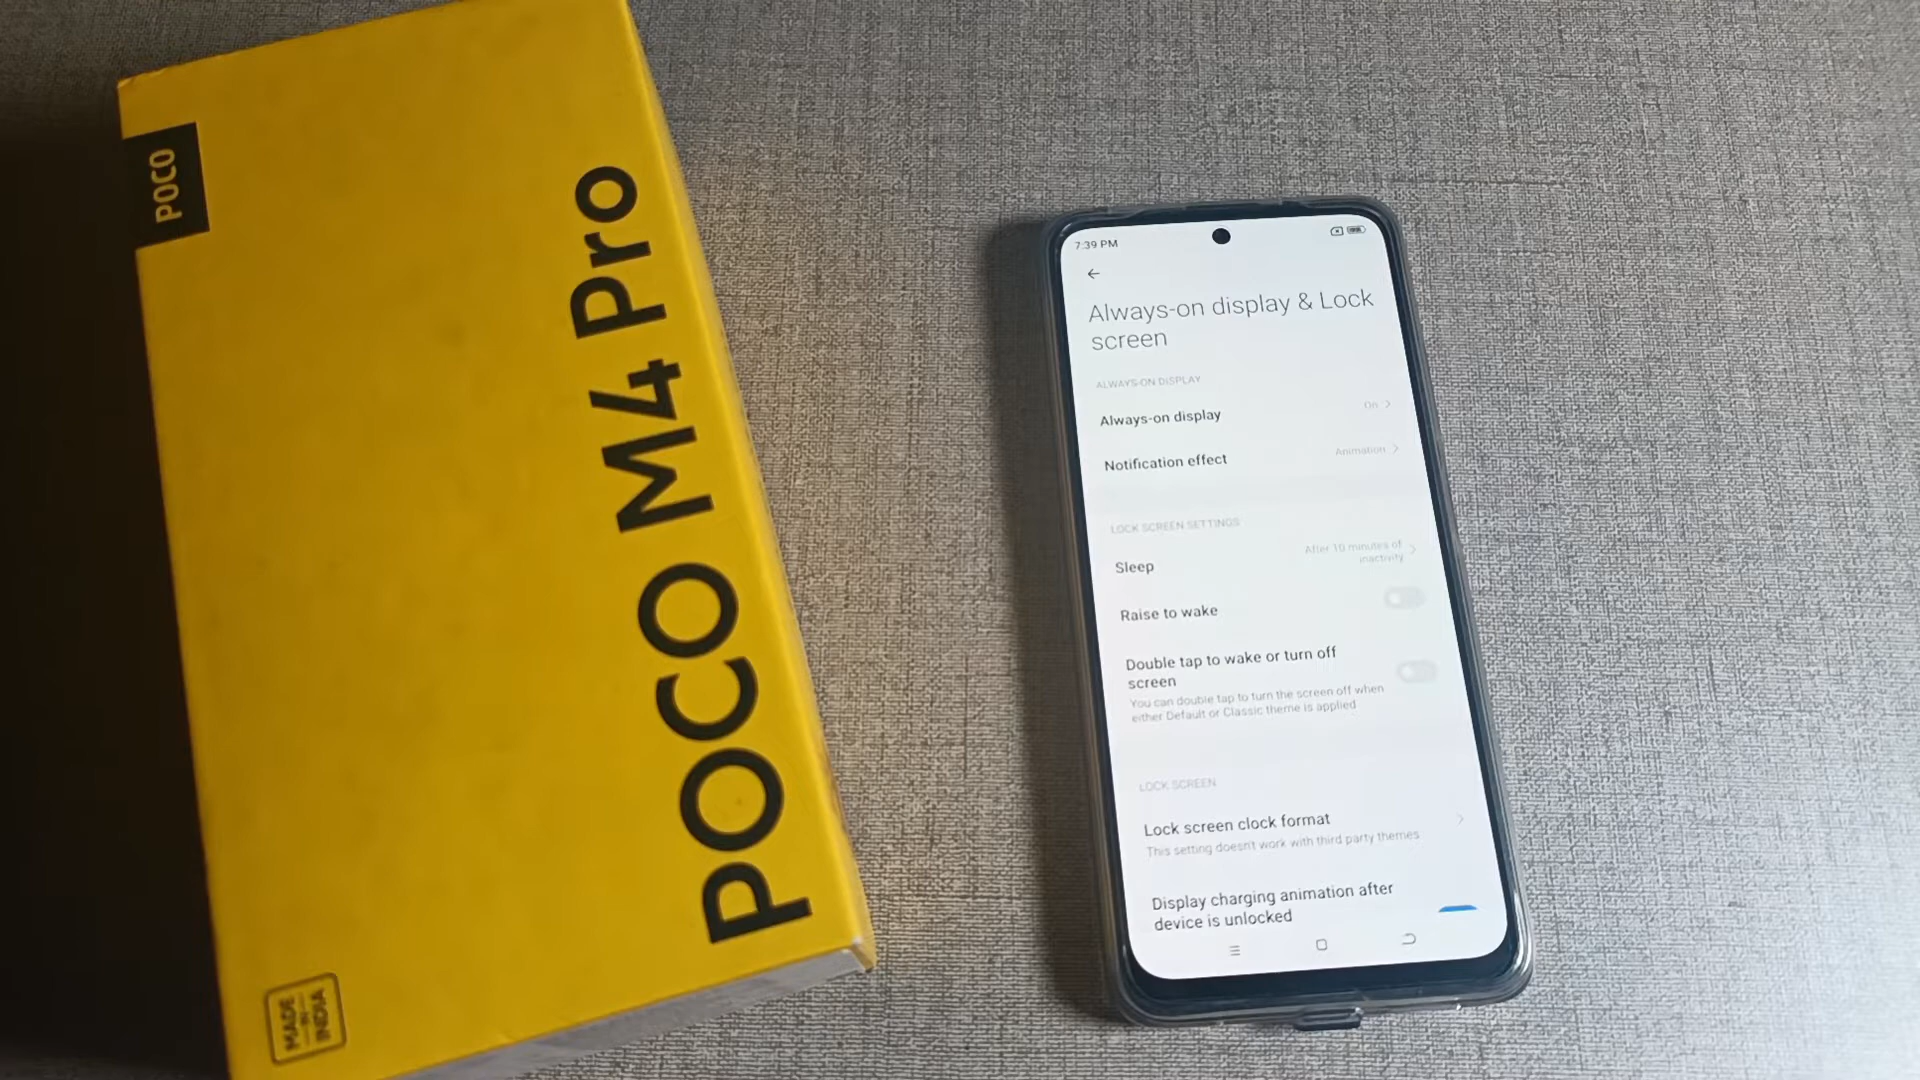 POCO
POCO M4 Pro
MADE
IN
INDIA
7:39 PM
Always-on display & Lock
screen
ALWAYS-ON DISPLAY
Always-on display
On
Notification effect
Animation
LOCK SCREEN SETTINGS
Sleep
After 10 minutes of
inactivity
Raise to wake
Double tap to wake or turn off
screen
You can double tap to turn the screen off when
either Default or Classic theme is applied
LOCK SCREEN
Lock screen clock format
This setting doesn't work with third party themes
Display charging animation after
device is unlocked